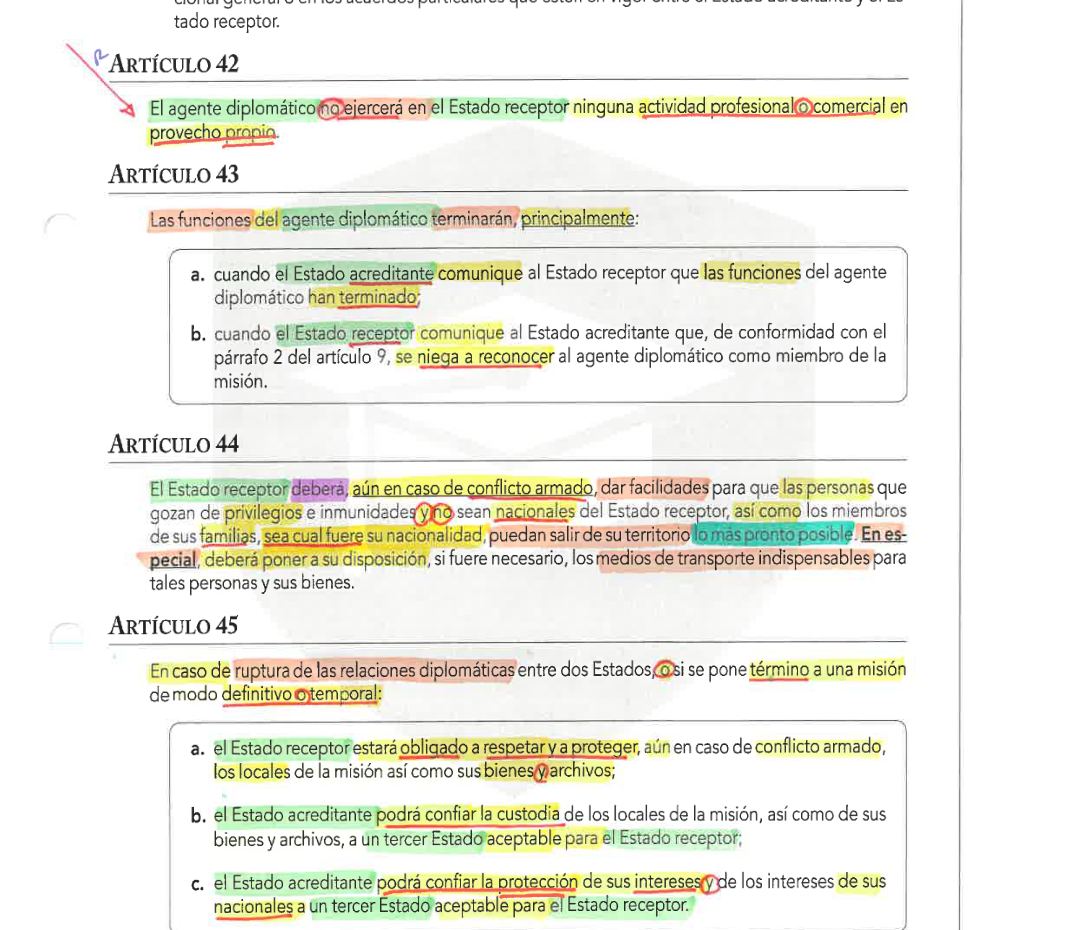 tado receptor.
R
ARTÍCULO 42
El agente diplomático no ejercerá en el Estado receptor ninguna actividad profesional o comercial en
provecho propio.
ARTÍCULO 43
Las funciones del agente diplomático terminarán, principalmente:
a. cuando el Estado acreditante comunique al Estado receptor que las funciones del agente
diplomático han terminado;
b. cuando el Estado receptor comunique al Estado acreditante que, de conformidad con el
párrafo 2 del artículo 9, se niega a reconocer al agente diplomático como miembro de la
misión.
ARTÍCULO 44
El Estado receptor deberá, aún en caso de conflicto armado, dar facilidades para que las personas que
gozan de privilegios e inmunidades y no sean nacionales del Estado receptor, así como los miembros
de sus familias, sea cual fuere su nacionalidad, puedan salir de su territorio lo más pronto posible. En es-
pecial, deberá poner a su disposición, si fuere necesario, los medios de transporte indispensables para
tales personas y sus bienes.
ARTÍCULO 45
En caso de ruptura de las relaciones diplomáticas entre dos Estados, o si se pone término a una misión
de modo definitivo o temporal:
a. el Estado receptor estará obligado a respetar y a proteger, aún en caso de conflicto armado,
los locales de la misión así como sus bienes y archivos;
b. el Estado acreditante podrá confiar la custodia de los locales de la misión, así como de sus
bienes y archivos, a un tercer Estado aceptable para el Estado receptor;
c. el Estado acreditante podrá confiar la protección de sus intereses y de los intereses de sus
nacionales a un tercer Estado aceptable para el Estado receptor.